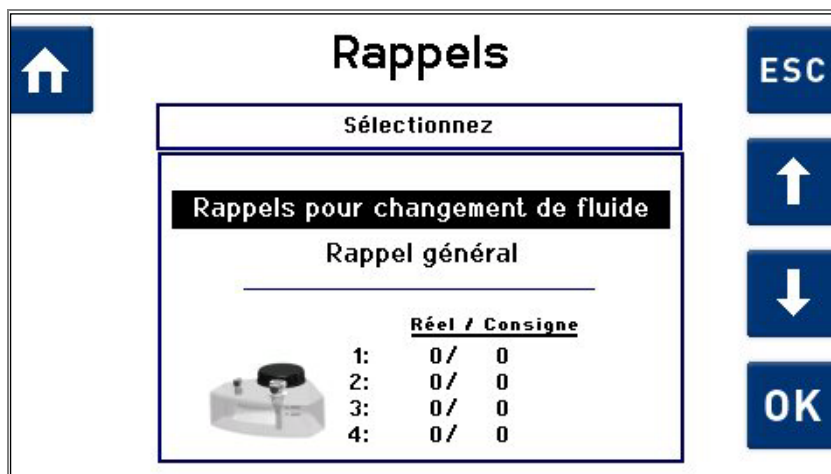 Rappels
ESC
Sélectionnez
Rappels pour changement de fluide
Rappel général
Réel / Consigne
1: 0/ 0
2: 0/ 0
3: 0/ 0
4: 0/ 0
OK